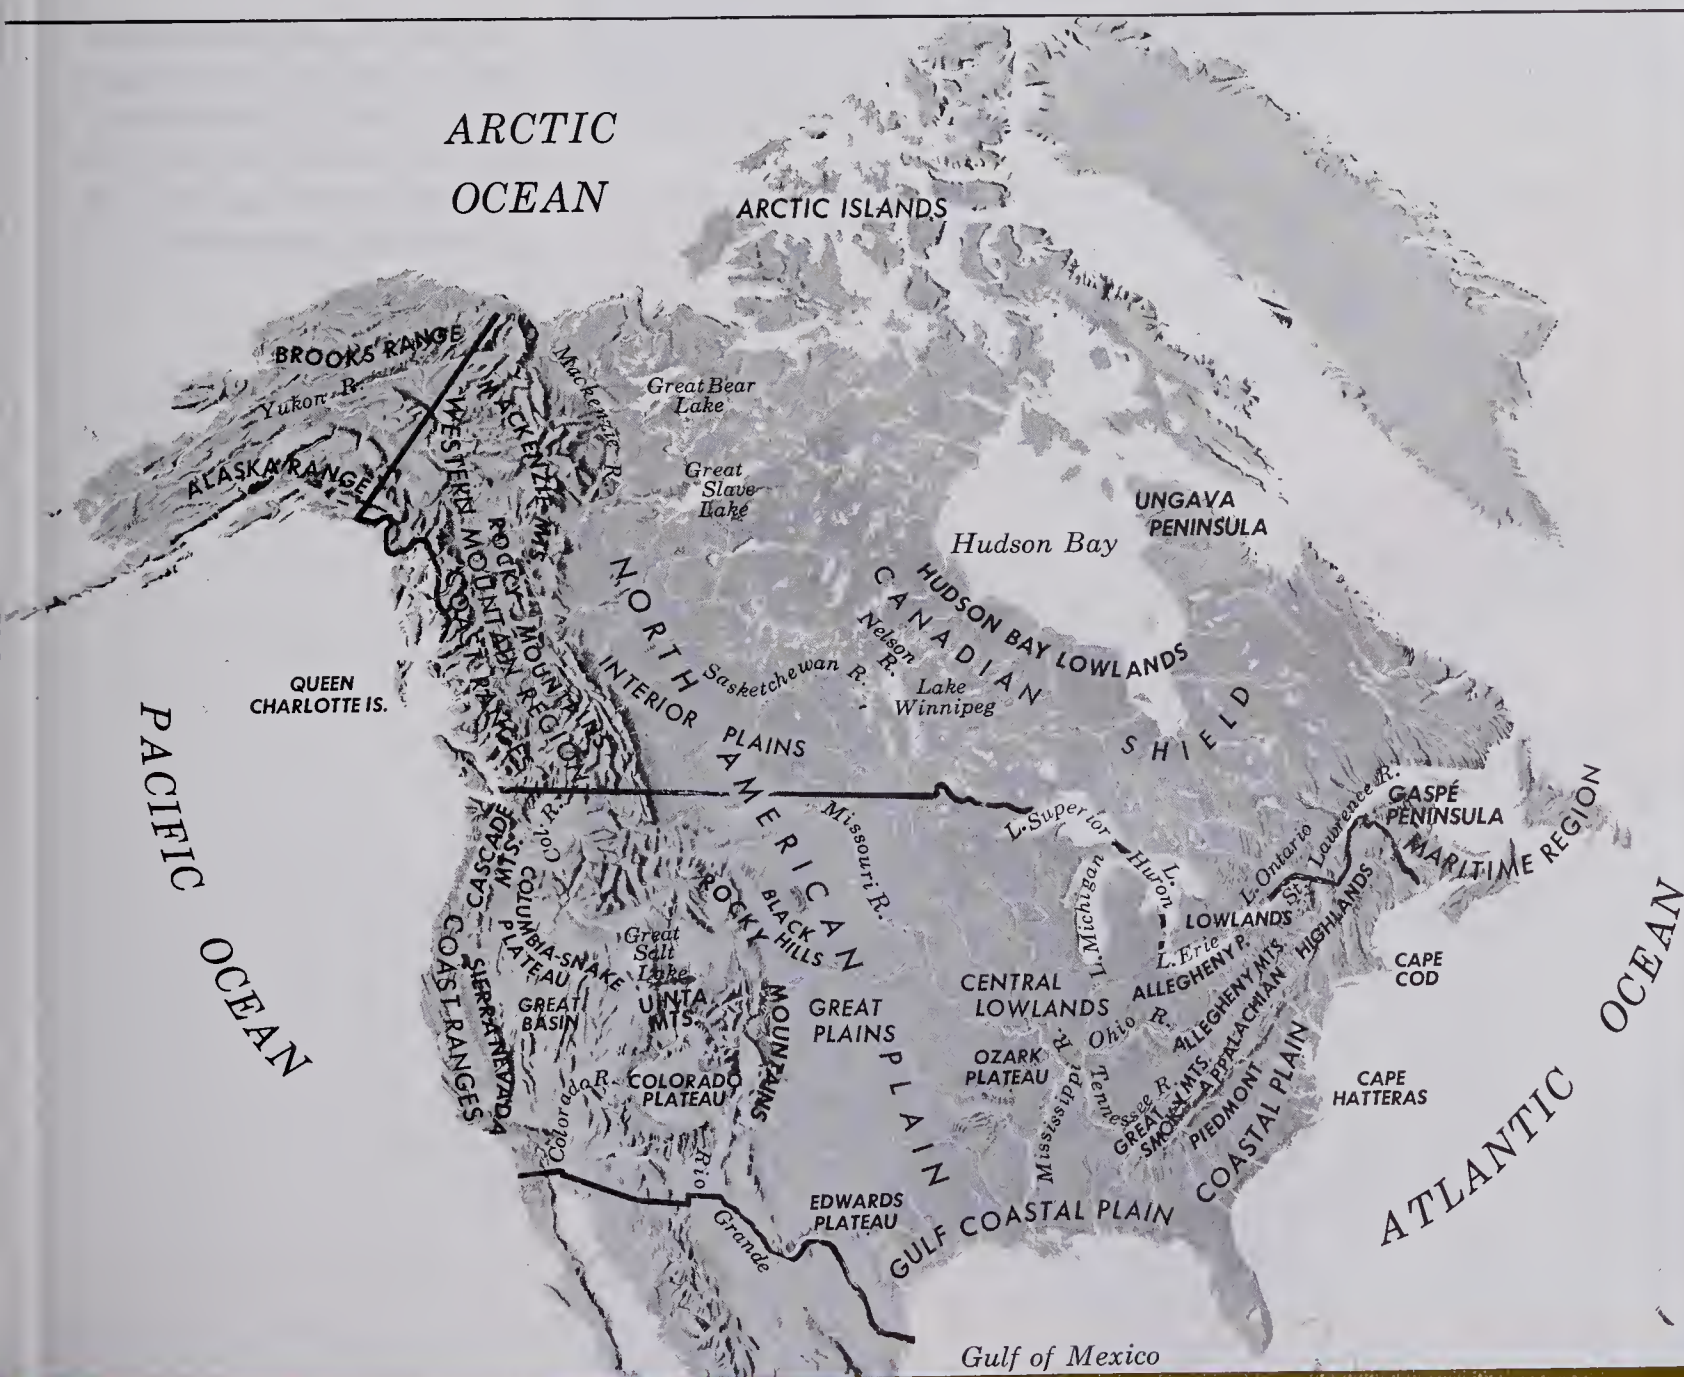 ARCTIC
OCEAN
ARCTIC ISLANDS
BROOKS RANGE
Yukon R.
ALASKA RANGE
MACKENZIE MTS.
Mackenzie R.
Great Bear
Lake
Great
Slave
Lake
WESTERN MOUNTAIN REGION
ROCKY MOUNTAINS
COAST RANGES
UNGAVA
PENINSULA
Hudson Bay
HUDSON BAY LOWLANDS
CANADIAN
SHIELD
NORTH
AMERICAN
PLAIN
INTERIOR PLAINS
Sasketchewan R.
Nelson
R.
Lake
Winnipeg
QUEEN
CHARLOTTE IS.
PACIFIC OCEAN
CASCADE
MTS.
Col. R.
COLUMBIA-SNAKE
PLATEAU
COAST RANGES
SIERRA NEVADA
GREAT
BASIN
Great
Salt
Lake
UINTA
MTS.
Colorado R.
COLORADO
PLATEAU
ROCKY MOUNTAINS
BLACK
HILLS
Missouri R.
GREAT
PLAINS
Rio Grande
EDWARDS
PLATEAU
GULF COASTAL PLAIN
L. Superior
L. Michigan
L.
Huron
L. Ontario
L. Erie
St. Laurence R.
GASPÉ
PENINSULA
MARITIME REGION
LOWLANDS
ALLEGHENY P.
ALLEGHENY MTS.
APPALACHIAN HIGHLANDS
CENTRAL
LOWLANDS
Ohio R.
OZARK
PLATEAU
Mississippi R.
Tennessee R.
GREAT
SMOKY MTS.
PIEDMONT
COASTAL PLAIN
CAPE
COD
CAPE
HATTERAS
ATLANTIC OCEAN
Gulf of Mexico